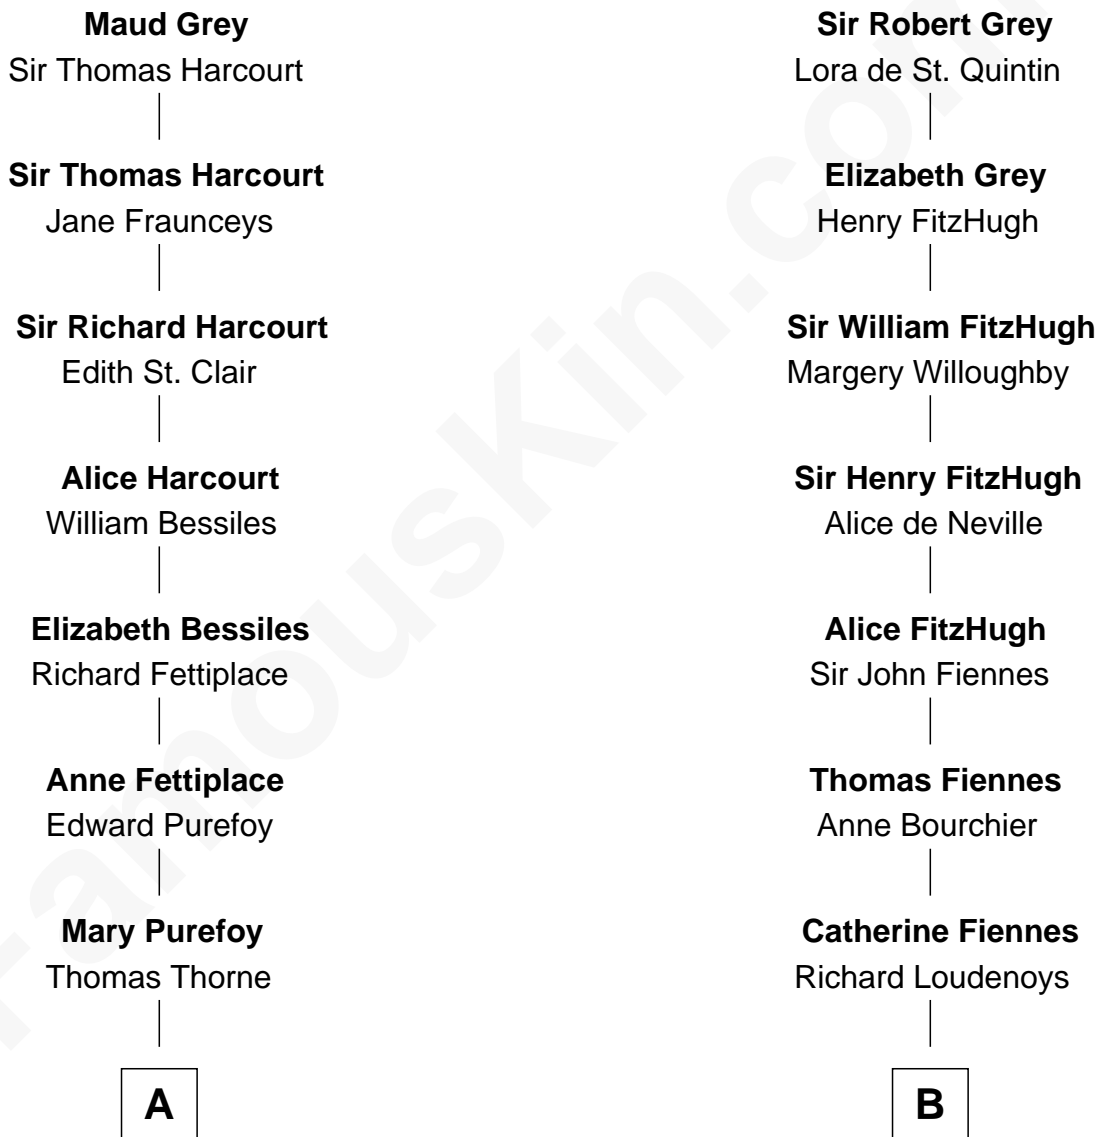 Maud Grey
Sir Thomas Harcourt
Sir Thomas Harcourt
Jane Fraunceys
Sir Richard Harcourt
Edith St. Clair
Alice Harcourt
William Bessiles
Elizabeth Bessiles
Richard Fettiplace
Anne Fettiplace
Edward Purefoy
Mary Purefoy
Thomas Thorne
A
Sir Robert Grey
Lora de St. Quintin
Elizabeth Grey
Henry FitzHugh
Sir William FitzHugh
Margery Willoughby
Sir Henry FitzHugh
Alice de Neville
Alice FitzHugh
Sir John Fiennes
Thomas Fiennes
Anne Bourchier
Catherine Fiennes
Richard Loudenoys
B
FamousKin.com